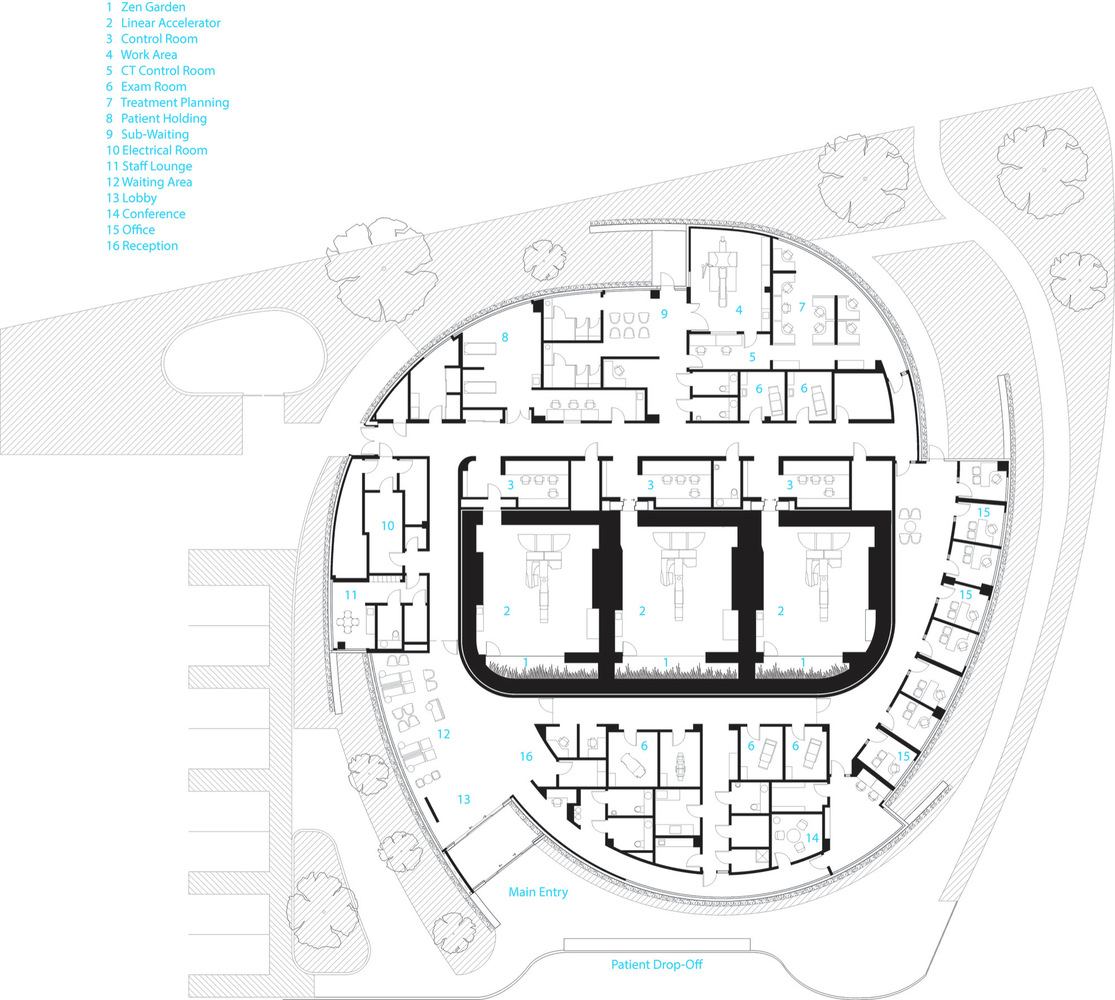 1 Zen Garden
2 Linear Accelerator
3 Control Room
4 Work Area
5 CT Control Room
6 Exam Room
7 Treatment Planning
8 Patient Holding
9 Sub-Waiting
10 Electrical Room
11 Staff Lounge
12 Waiting Area
13 Lobby
14 Conference
15 Office
16 Reception
9
4
7
8
5
6
6
3
3
3
15
10
11
2
2
2
15
1
1
1
12
16
6
6
6
15
13
14
Main Entry
Patient Drop-Off